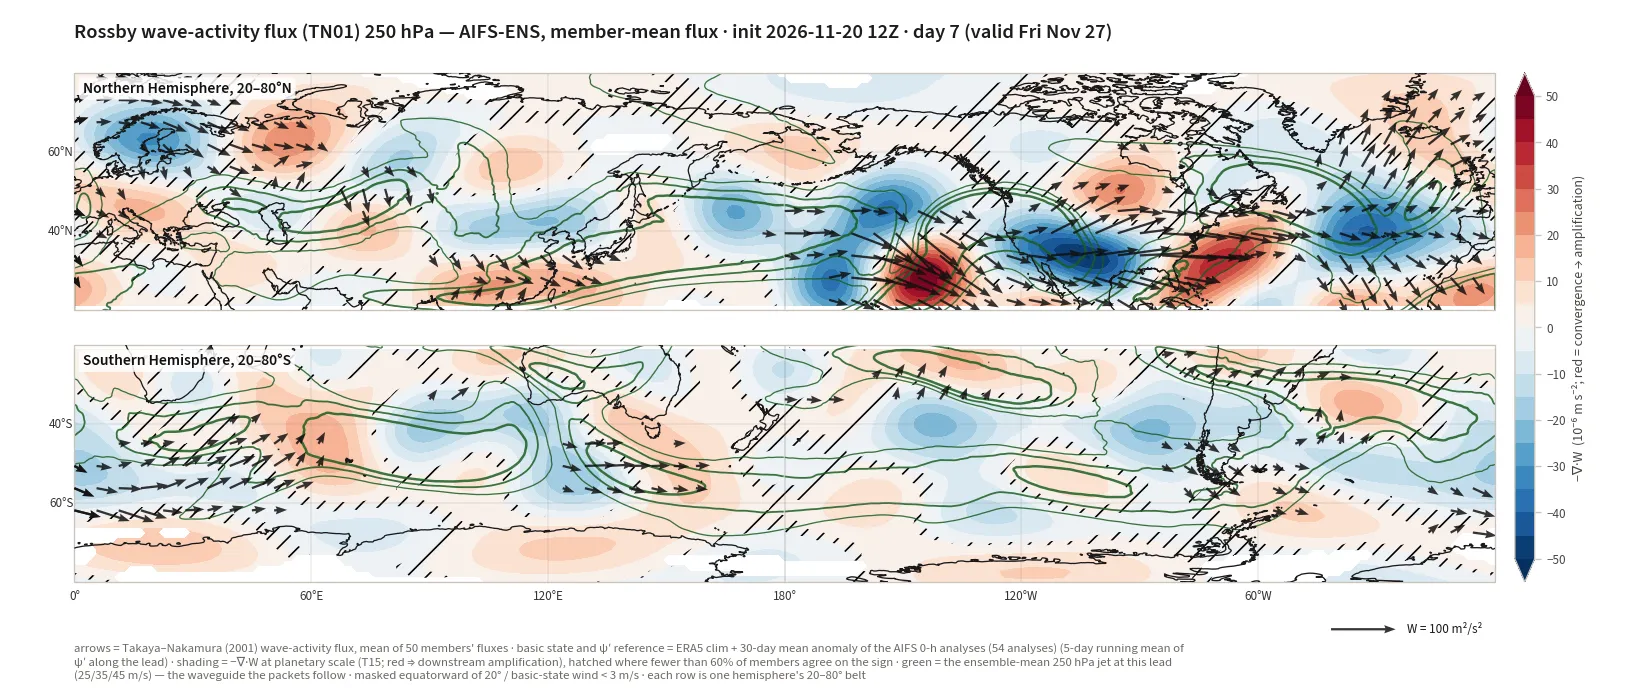 Rossby wave-activity flux (TN01) 250 hPa — AIFS-ENS, member-mean flux · init 2026-11-20 12Z · day 7 (valid Fri Nov 27)
Northern Hemisphere, 20–80°N
60°N
40°N
Southern Hemisphere, 20–80°S
40°S
60°S
0° 60°E 120°E 180° 120°W 60°W
50
40
30
20
10
0
−10
−20
−30
−40
−50
−∇·W (10⁻⁶ m s⁻²; red = convergence → amplification)
W = 100 m²/s²
arrows = Takaya–Nakamura (2001) wave-activity flux, mean of 50 members' fluxes · basic state and ψ' reference = ERA5 clim + 30-day mean anomaly of the AIFS 0-h analyses (54 analyses) (5-day running mean of
ψ' along the lead) · shading = −∇·W at planetary scale (T15; red ⇒ downstream amplification), hatched where fewer than 60% of members agree on the sign · green = the ensemble-mean 250 hPa jet at this lead
(25/35/45 m/s) — the waveguide the packets follow · masked equatorward of 20° / basic-state wind < 3 m/s · each row is one hemisphere's 20–80° belt